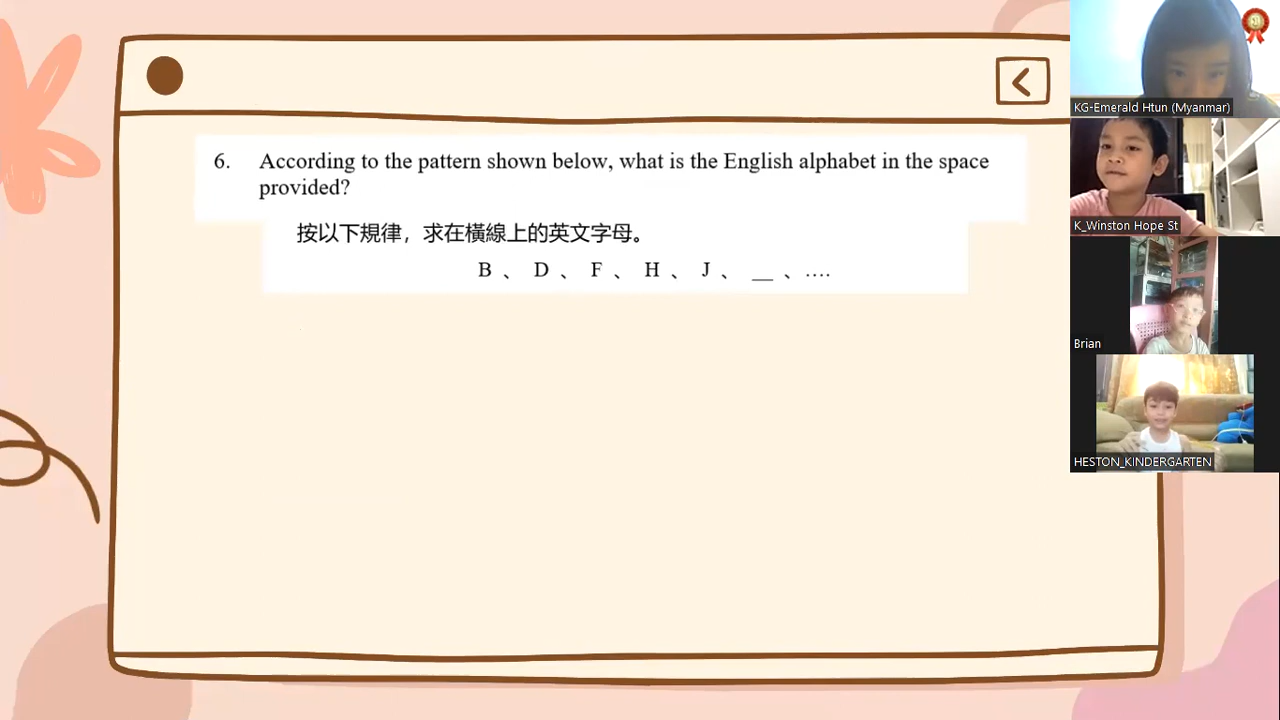 6. According to the pattern shown below, what is the English alphabet in the space
provided?
按以下規律，求在橫線上的英文字母。
B 、 D 、 F 、 H 、 J 、 __ 、….
KG-Emerald Htun (Myanmar)
K_Winston Hope St
Brian
HESTON_KINDERGARTEN